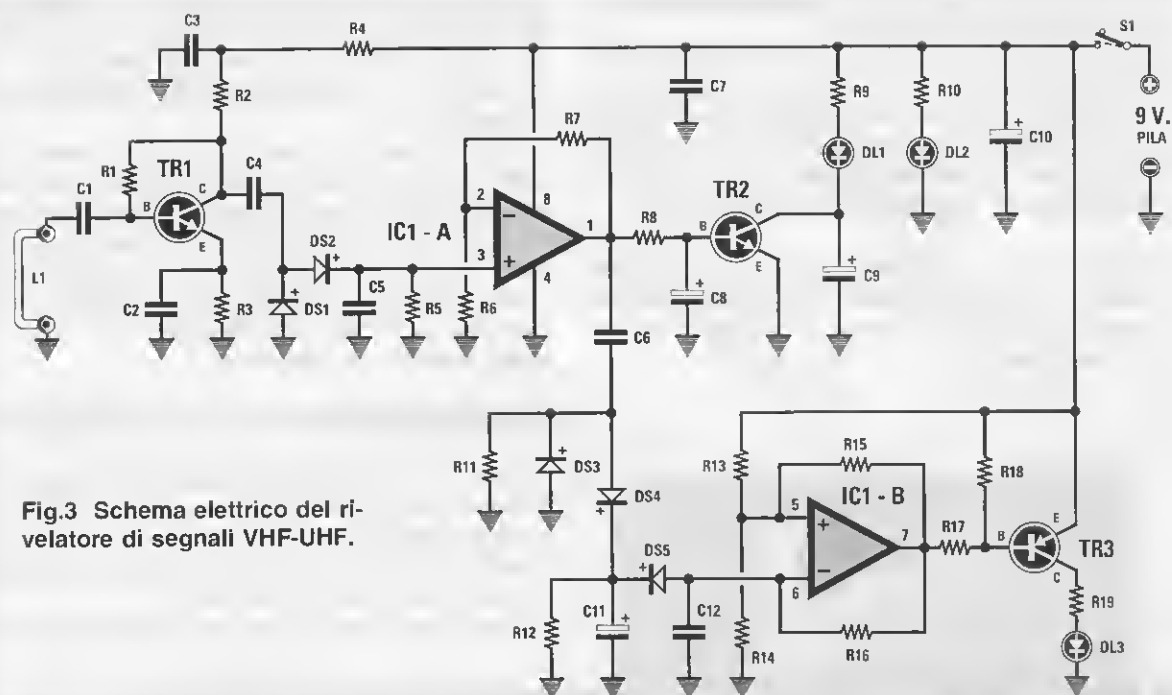 C3
R4
S1
R2
C7
R9
R10
C10
+
9 V.
PILA
R7
DL1
DL2
R1
TR1
C4
C1
B
C
E
2
8
TR2
C
B
E
IC1 - A
1
R8
DS2
+
3
4
L1
C2
R3
DS1
+
C5
R5
R6
C8
+
C9
+
C6
R11
DS3
+
R13
R15
R18
IC1 - B
DS4
+
5
7
R17
B
E
C
TR3
Fig.3 Schema elettrico del ri-
velatore di segnali VHF-UHF.
DS5
+
6
R19
R12
C11
+
C12
R14
R16
DL3